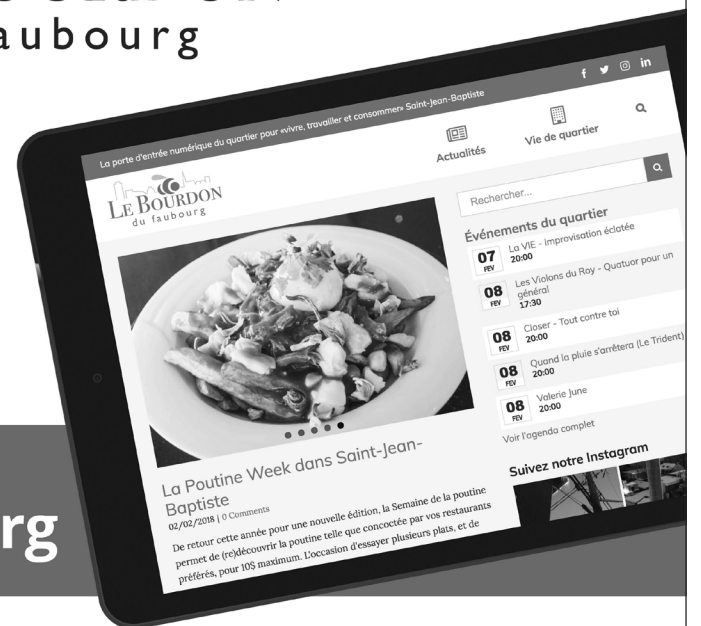 aubourg
La porte d'entrée numérique du quartier pour «vivre, travailler et consommer» Saint-Jean-Baptiste
LE BOURDON
du faubourg
Actualités
Vie de quartier
Rechercher...
Événements du quartier
07 FEV
La VIE - Improvisation éclatée
20:00
08 FEV
Les Violons du Roy - Quatuor pour un
général
17:30
08 FEV
Closer - Tout contre toi
20:00
08 FEV
Quand la pluie s'arrêtera (Le Trident)
20:00
08 FEV
Valerie June
20:00
Voir l'agenda complet
Suivez notre Instagram
La Poutine Week dans Saint-Jean-
Baptiste
02/02/2018 | 0 Comments
De retour cette année pour une nouvelle édition, la Semaine de la poutine
permet de (re)découvrir la poutine telle que concoctée par vos restaurants
préférés, pour 10$ maximum. L'occasion d'essayer plusieurs plats, et de
rg